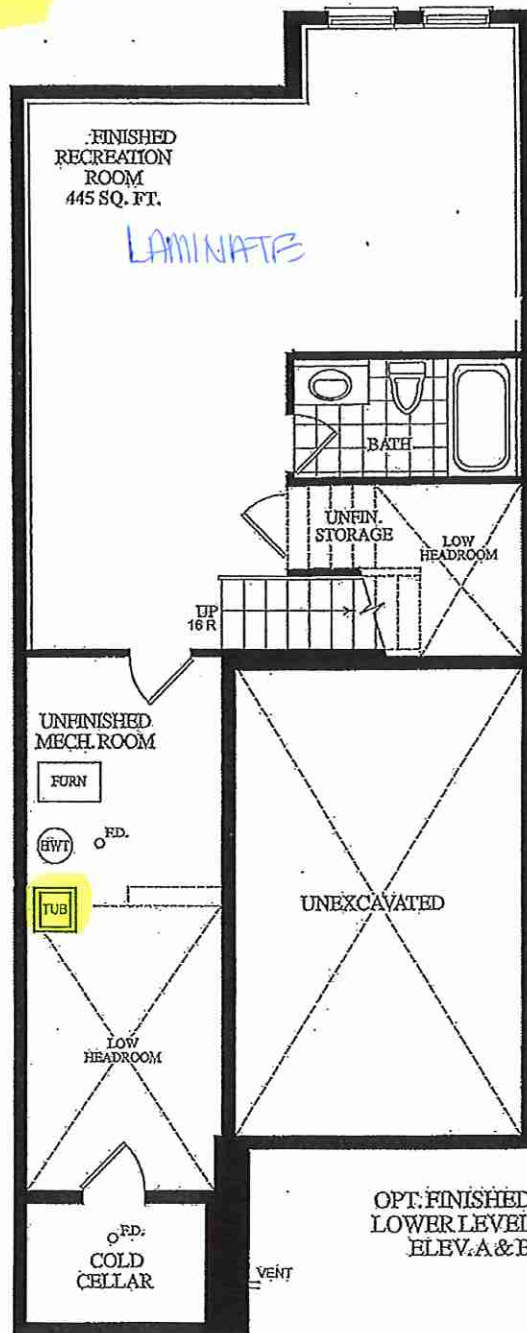 FINISHED
RECREATION
ROOM
445 SQ. FT.
LAMINATE
BATH
UNFIN.
STORAGE
LOW
HEADROOM
UP
16 R
UNFINISHED
MECH. ROOM
FURN
HWT
F.D.
TUB
UNEXCAVATED
LOW
HEADROOM
F.D.
COLD
CELLAR
VENT
OPT. FINISHED
LOWER LEVEL
ELEV. A & B